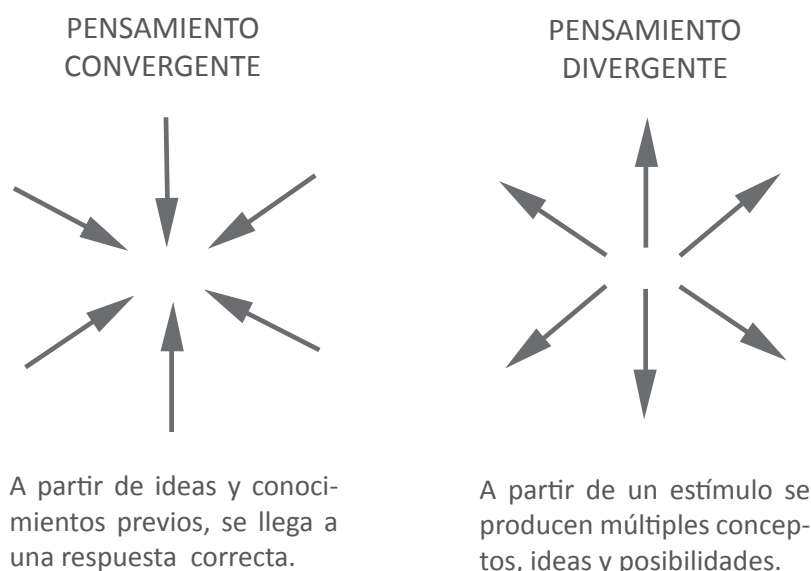 PENSAMIENTO
CONVERGENTE
PENSAMIENTO
DIVERGENTE
A partir de ideas y conoci-
mientos previos, se llega a
una respuesta correcta.
A partir de un estímulo se
producen múltiples concep-
tos, ideas y posibilidades.